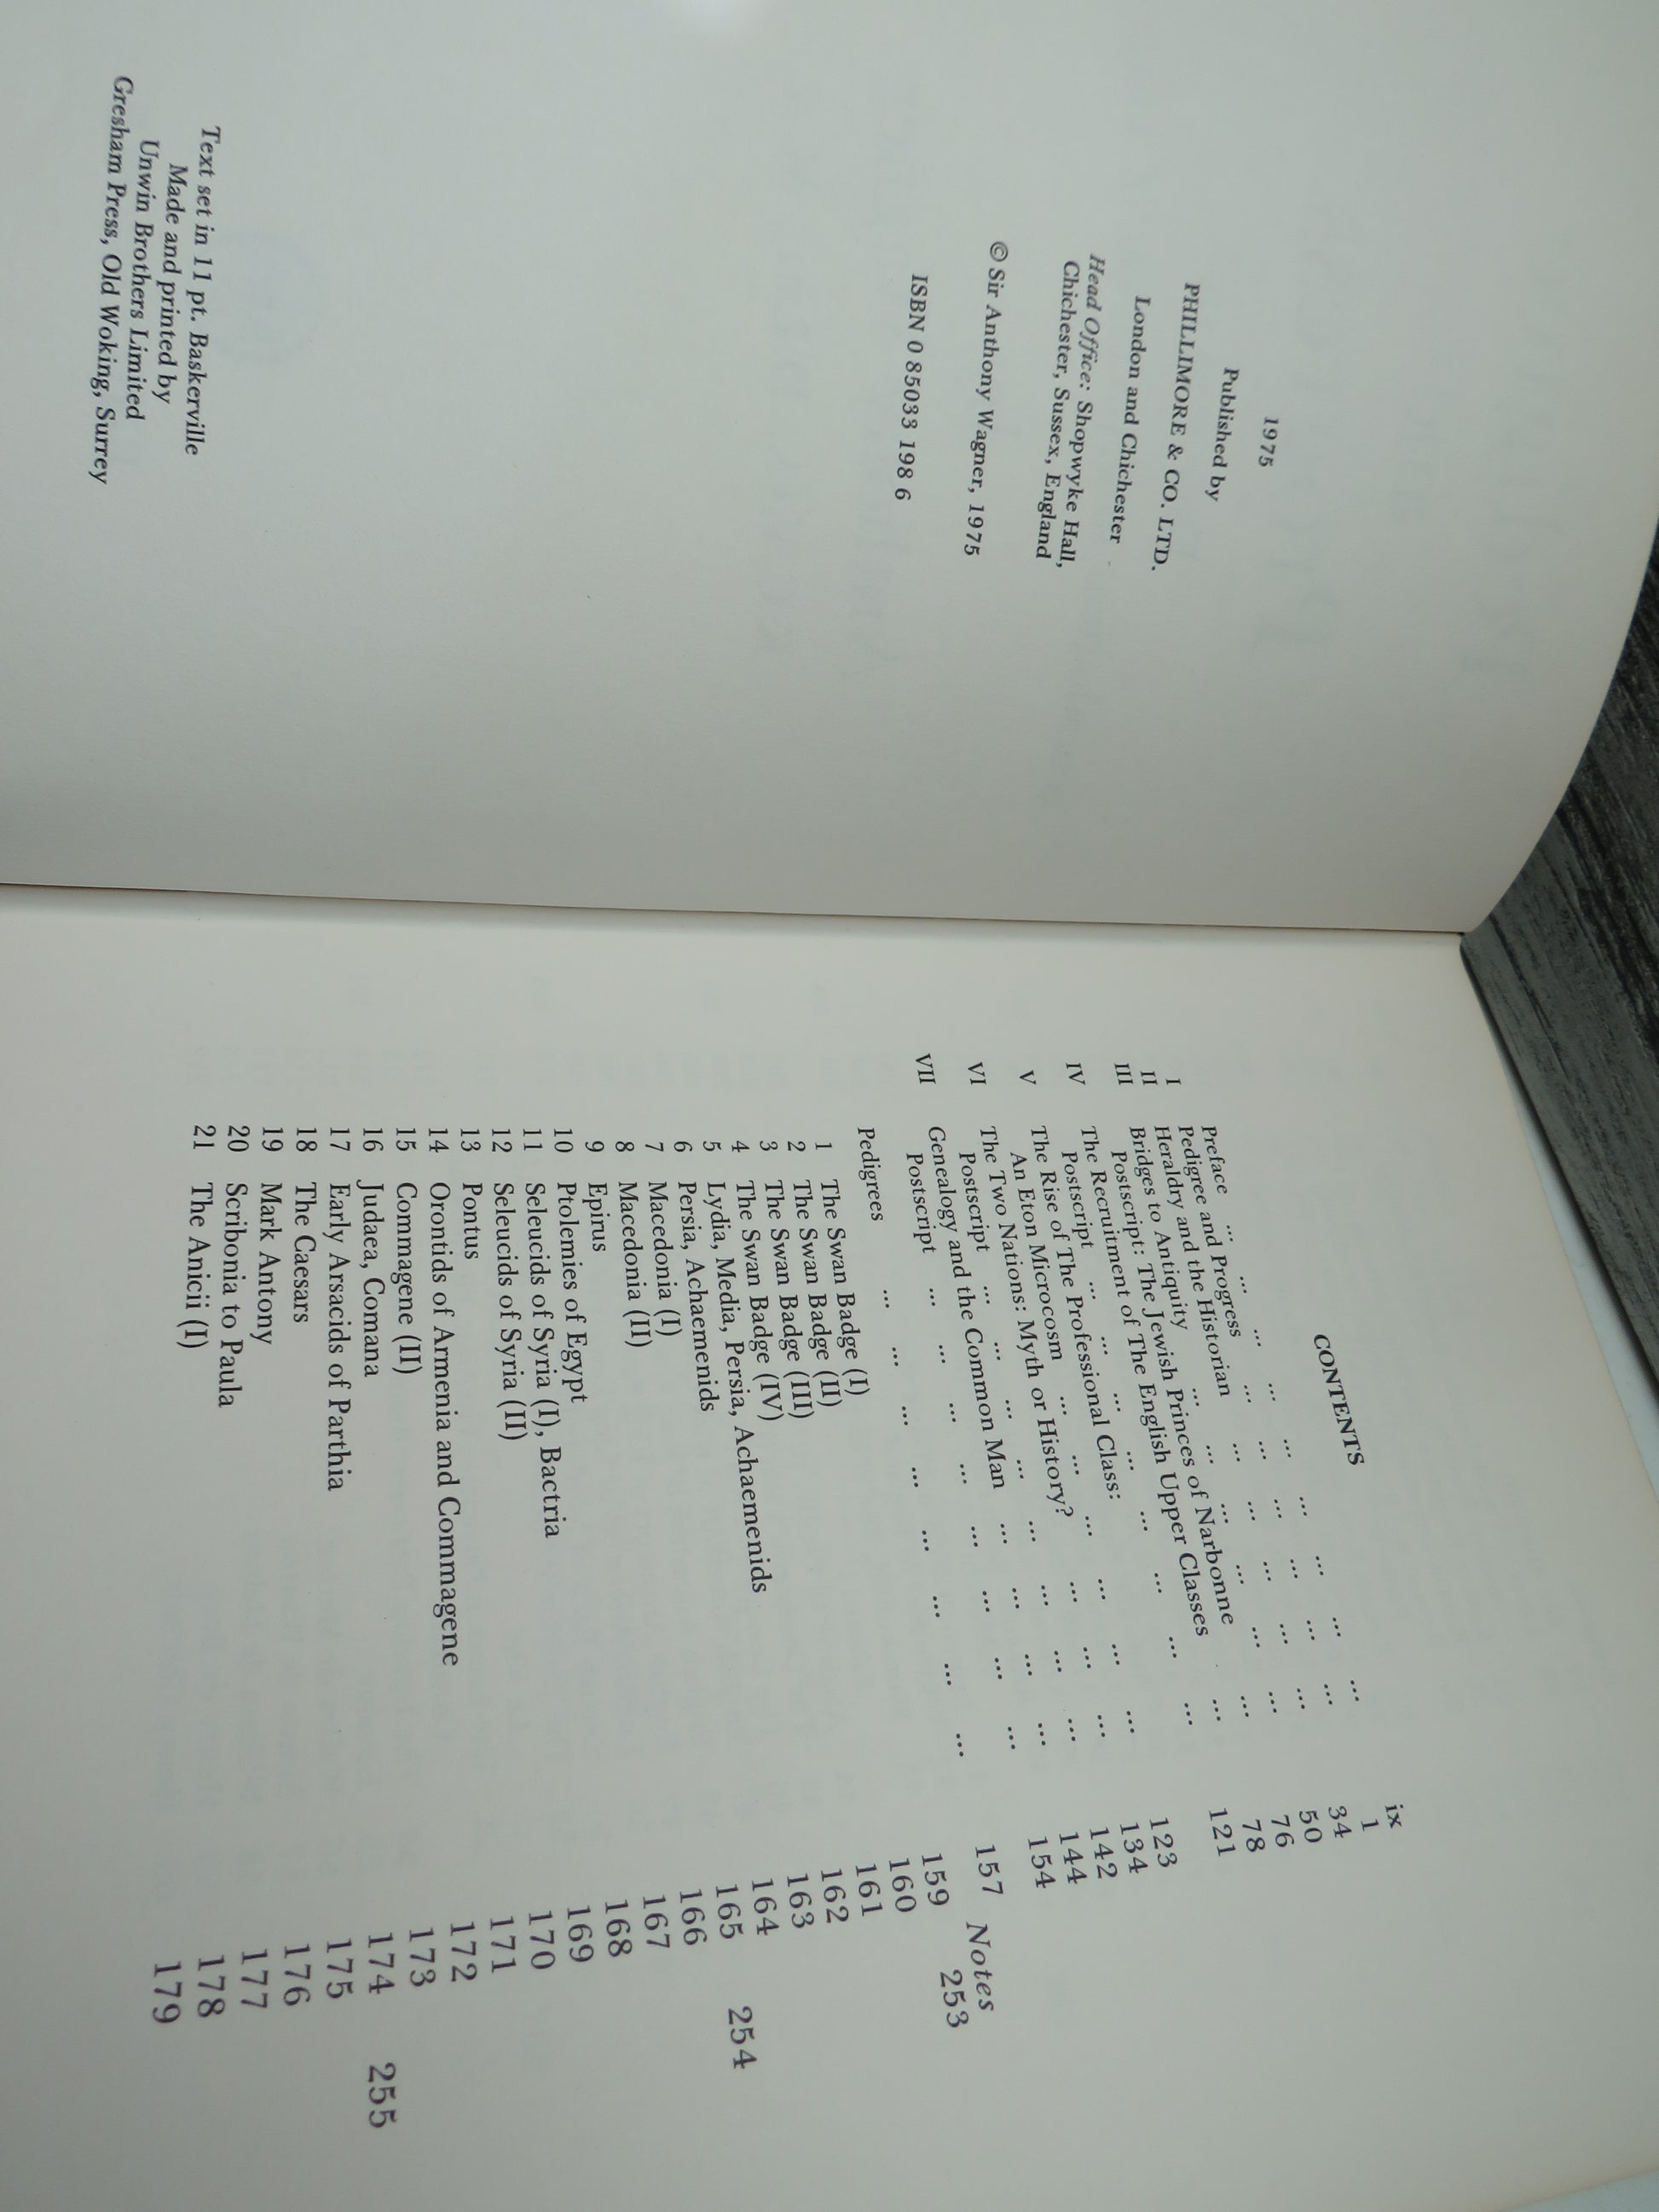 1975
Published by
PHILLIMORE & CO. LTD.
London and Chichester
Head Office: Shopwyke Hall,
Chichester, Sussex, England
© Sir Anthony Wagner, 1975
ISBN 0 85033 198 6
Text set in 11 pt. Baskerville
Made and printed by
Unwin Brothers Limited
Gresham Press, Old Woking, Surrey
CONTENTS
Preface ... ... ... ... ... ... ... ... ... ix
I Pedigree and Progress ... ... ... ... ... ... 1
II Heraldry and the Historian ... ... ... ... ... 34
III Bridges to Antiquity ... ... ... ... ... ... 50
Postscript: The Jewish Princes of Narbonne ... ... 76
IV The Recruitment of The English Upper Classes ... 78
Postscript ... ... ... ... ... ... ... ... 121
V The Rise of The Professional Class:
An Eton Microcosm ... ... ... ... ... ... 123
VI The Two Nations: Myth or History? ... ... ... ... 134
Postscript ... ... ... ... ... ... ... ... 142
VII Genealogy and the Common Man ... ... ... ... 144
Postscript ... ... ... ... ... ... ... ... 154
Pedigrees ... ... ... ... ... ... ... ... 157 Notes
1 The Swan Badge (I) 159 253
2 The Swan Badge (II) 160
3 The Swan Badge (III) 161
4 The Swan Badge (IV) 162
5 Lydia, Media, Persia, Achaemenids 163
6 Persia, Achaemenids 164
7 Macedonia (I) 165 254
8 Macedonia (II) 166
9 Epirus 167
10 Ptolemies of Egypt 168
11 Seleucids of Syria (I), Bactria 169
12 Seleucids of Syria (II) 170
13 Pontus 171
14 Orontids of Armenia and Commagene 172
15 Commagene (II) 173
16 Judaea, Comana 174 255
17 Early Arsacids of Parthia 175
18 The Caesars 176
19 Mark Antony 177
20 Scribonia to Paula 178
21 The Anicii (I) 179